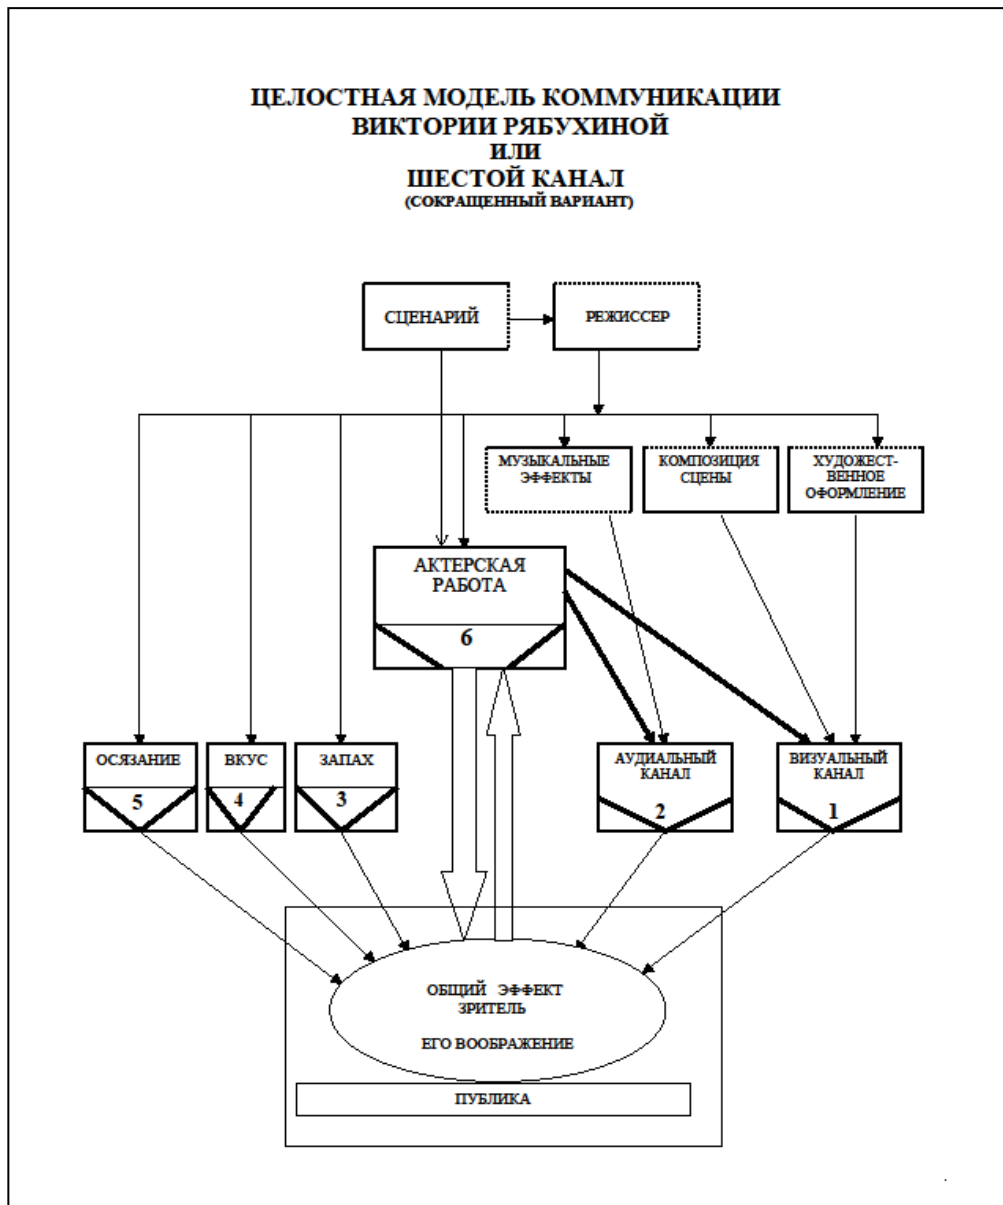 ЦЕЛОСТНАЯ МОДЕЛЬ КОММУНИКАЦИИ
ВИКТОРИИ РЯБУХИНОЙ
ИЛИ
ШЕСТОЙ КАНАЛ
(СОКРАЩЕННЫЙ ВАРИАНТ)
СЦЕНАРИЙ
РЕЖИССЕР
МУЗЫКАЛЬНЫЕ
ЭФФЕКТЫ
КОМПОЗИЦИЯ
СЦЕНЫ
ХУДОЖЕСТ-
ВЕННОЕ
ОФОРМЛЕНИЕ
АКТЕРСКАЯ
РАБОТА
6
ОСЯЗАНИЕ
5
ВКУС
4
ЗАПАХ
3
АУДИАЛЬНЫЙ
КАНАЛ
2
ВИЗУАЛЬНЫЙ
КАНАЛ
1
ОБЩИЙ ЭФФЕКТ
ЗРИТЕЛЬ
ЕГО ВООБРАЖЕНИЕ
ПУБЛИКА